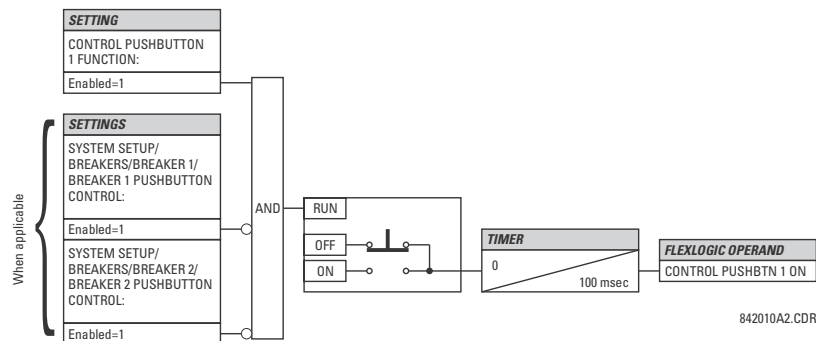 SETTING
CONTROL PUSHBUTTON
1 FUNCTION:
Enabled=1
When applicable
SETTINGS
SYSTEM SETUP/
BREAKERS/BREAKER 1/
BREAKER 1 PUSHBUTTON
CONTROL:
Enabled=1
SYSTEM SETUP/
BREAKERS/BREAKER 2/
BREAKER 2 PUSHBUTTON
CONTROL:
Enabled=1
AND
RUN
OFF
ON
TIMER
0
100 msec
FLEXLOGIC OPERAND
CONTROL PUSHBTN 1 ON
842010A2.CDR